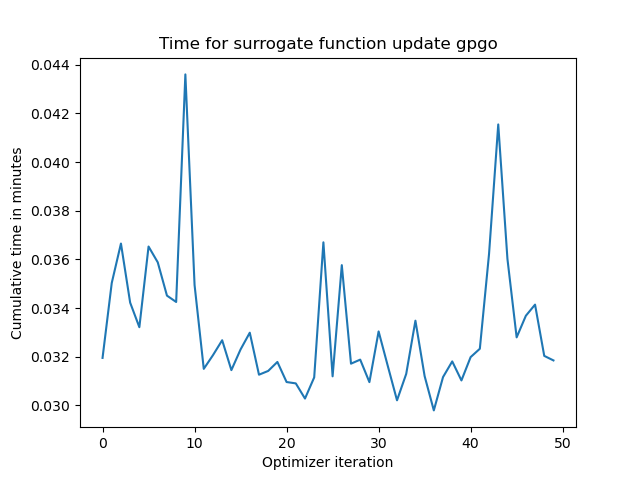 Time for surrogate function update gpgo
Cumulative time in minutes
0.044
0.042
0.040
0.038
0.036
0.034
0.032
0.030
0 10 20 30 40 50
Optimizer iteration